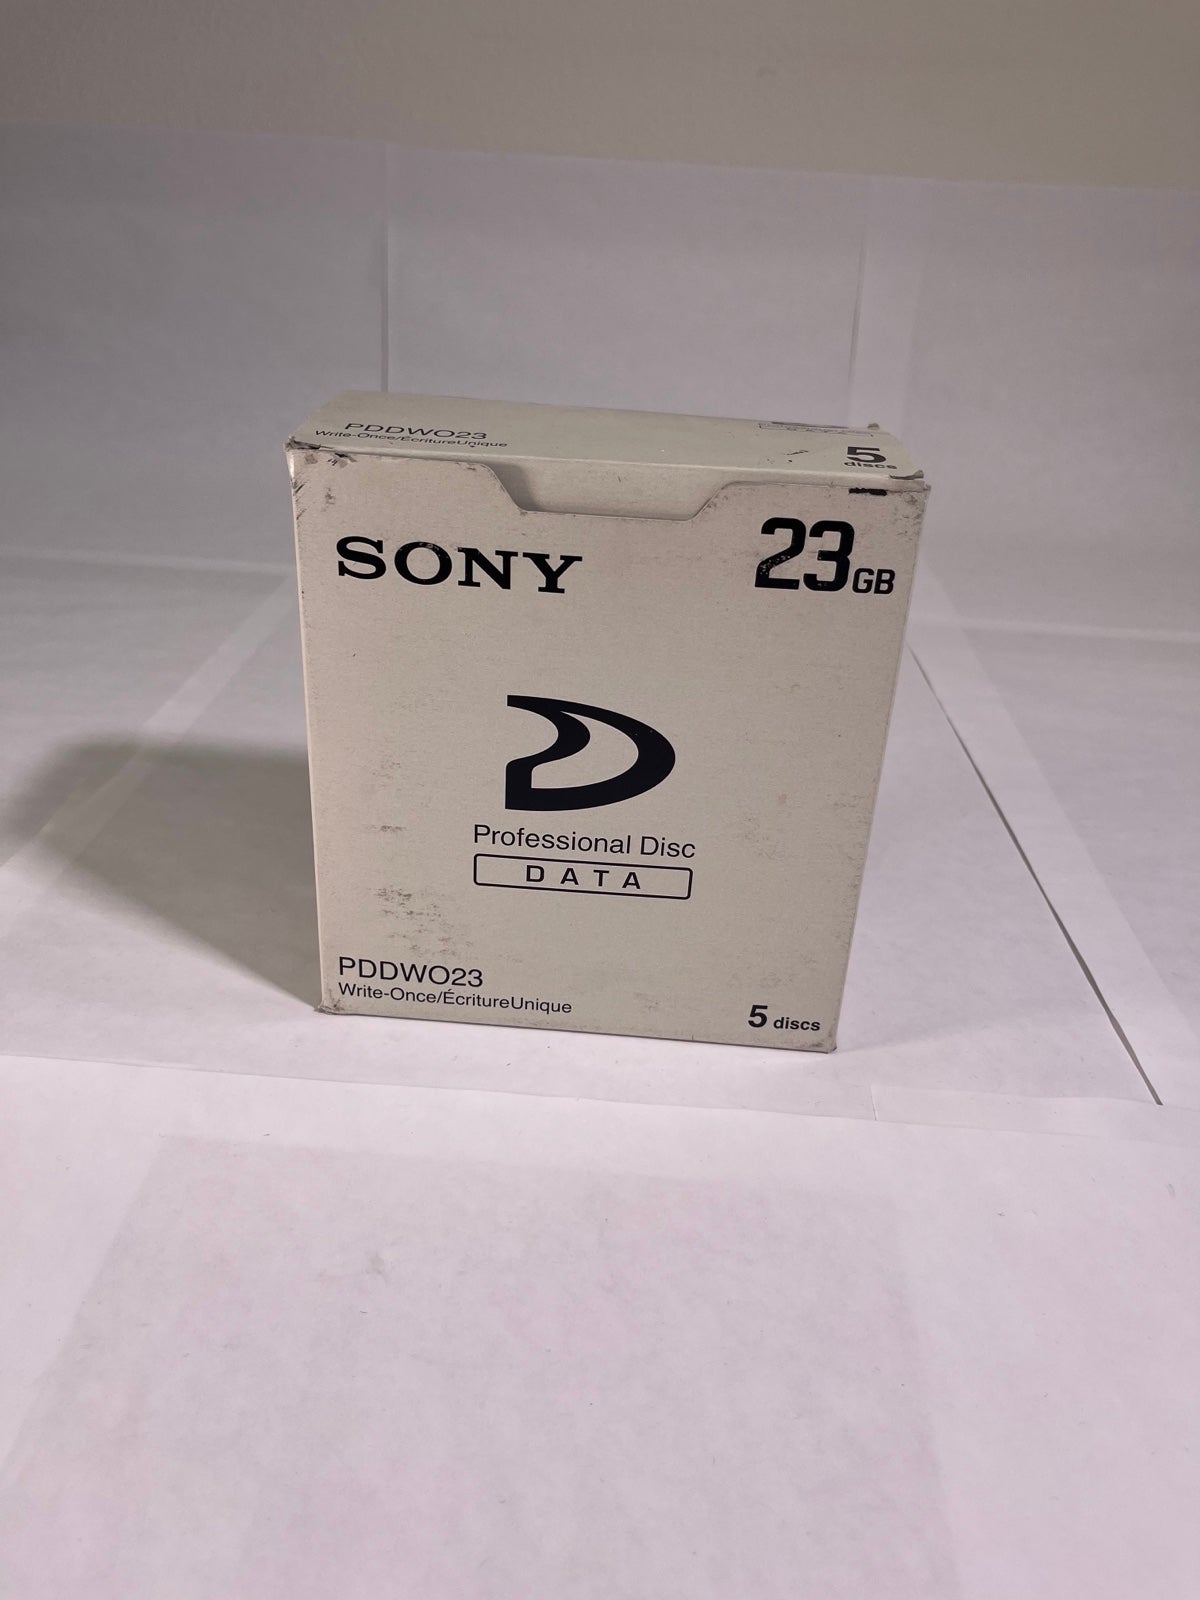 PDDWO23
Write-Once/ÉcritureUnique
5
discs
SONY
23GB
Professional Disc
DATA
PDDWO23
Write-Once/ÉcritureUnique
5 discs